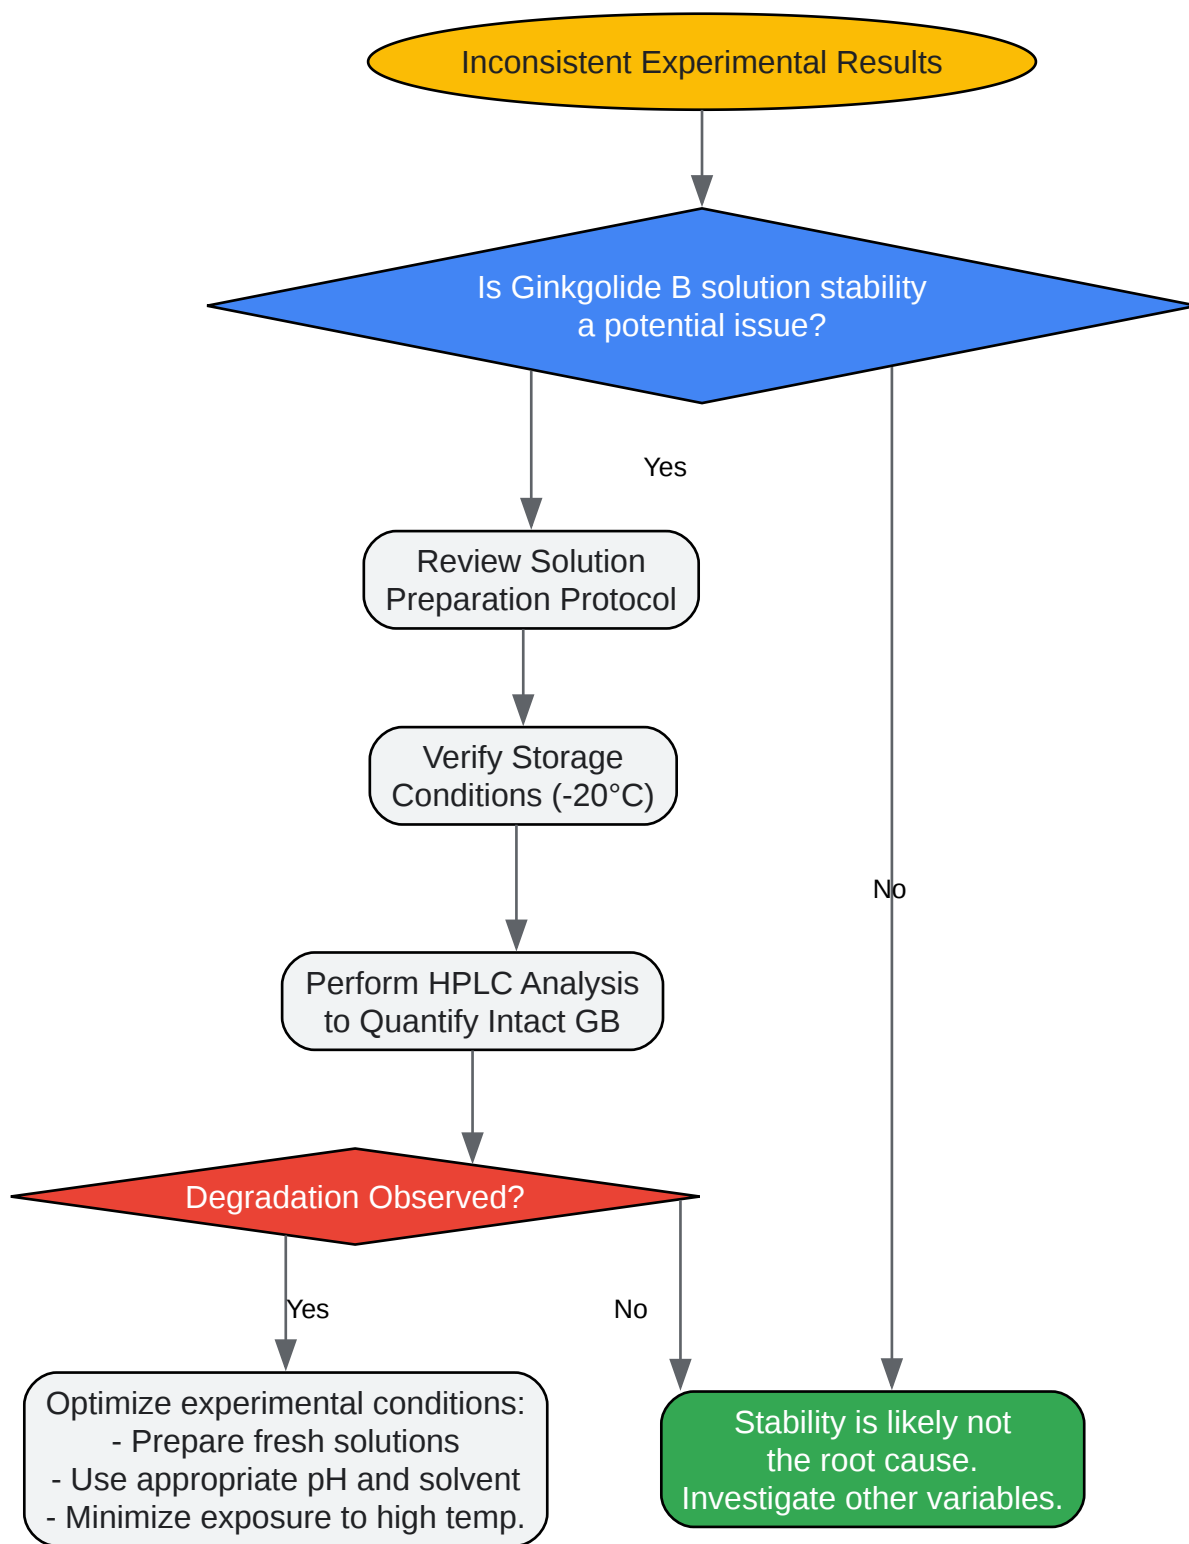 Inconsistent Experimental Results
Is Ginkgolide B solution stability
a potential issue?
Yes
Review Solution
Preparation Protocol
Verify Storage
Conditions (-20°C)
No
Perform HPLC Analysis
to Quantify Intact GB
Degradation Observed?
Yes
No
Optimize experimental conditions:
- Prepare fresh solutions
- Use appropriate pH and solvent
- Minimize exposure to high temp.
Stability is likely not
the root cause.
Investigate other variables.